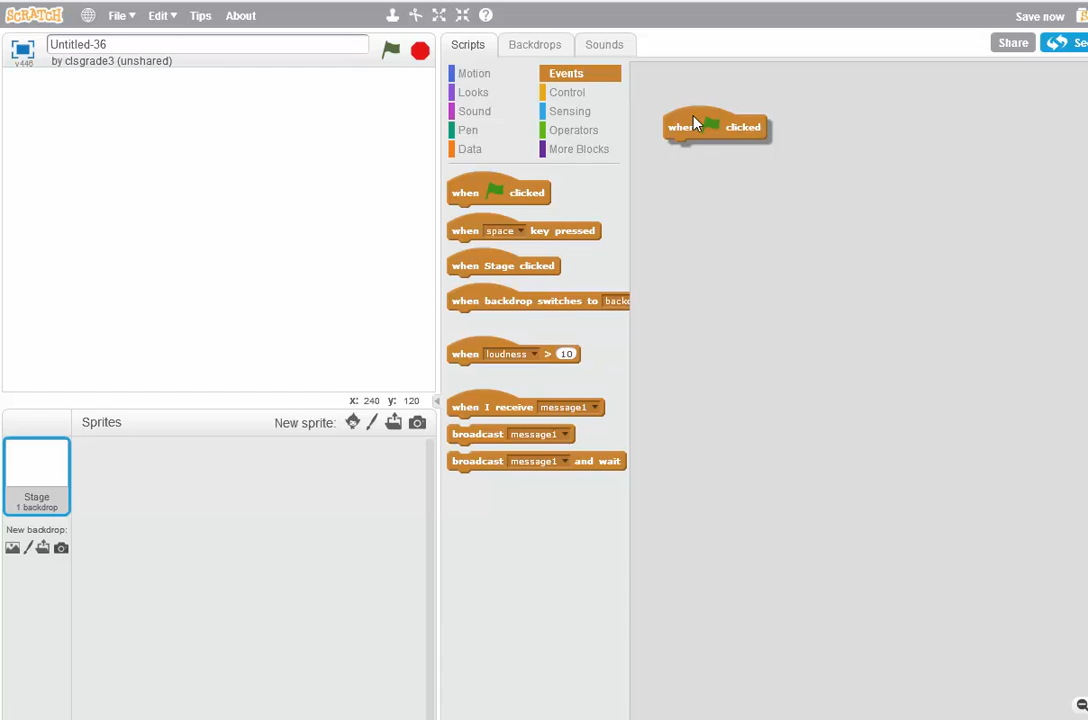 SCRATCH File Edit Tips About Save now
Untitled-36 Scripts Backdrops Sounds Share
by clsgrade3 (unshared)
v446
Motion Events
Looks Control
Sound Sensing
Pen Operators
Data More Blocks
when clicked
when clicked
when space key pressed
when Stage clicked
when backdrop switches to
when loudness > 10
x: 240 y: 120
when I receive message1
Sprites New sprite:
broadcast message1
broadcast message1 and wait
Stage
1 backdrop
New backdrop: